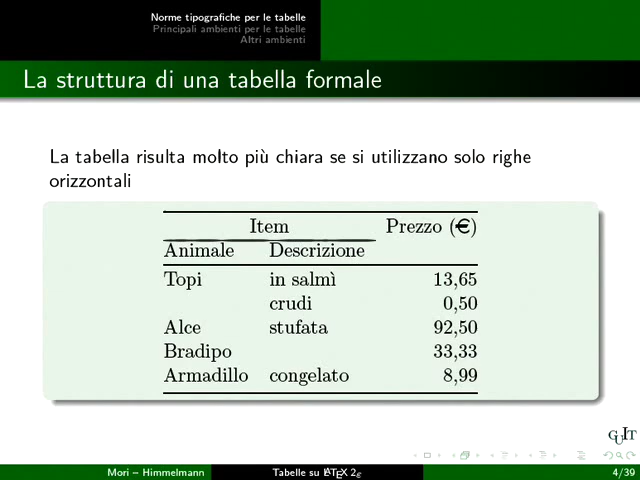 Norme tipografiche per le tabelle
Principali ambienti per le tabelle
Altri ambienti
La struttura di una tabella formale
La tabella risulta molto più chiara se si utilizzano solo righe
orizzontali
Item Prezzo (€)
Animale Descrizione
Topi in salmì 13,65
crudi 0,50
Alce stufata 92,50
Bradipo 33,33
Armadillo congelato 8,99
GUIT
Mori – Himmelmann Tabelle su LATEX 2ε 4/39